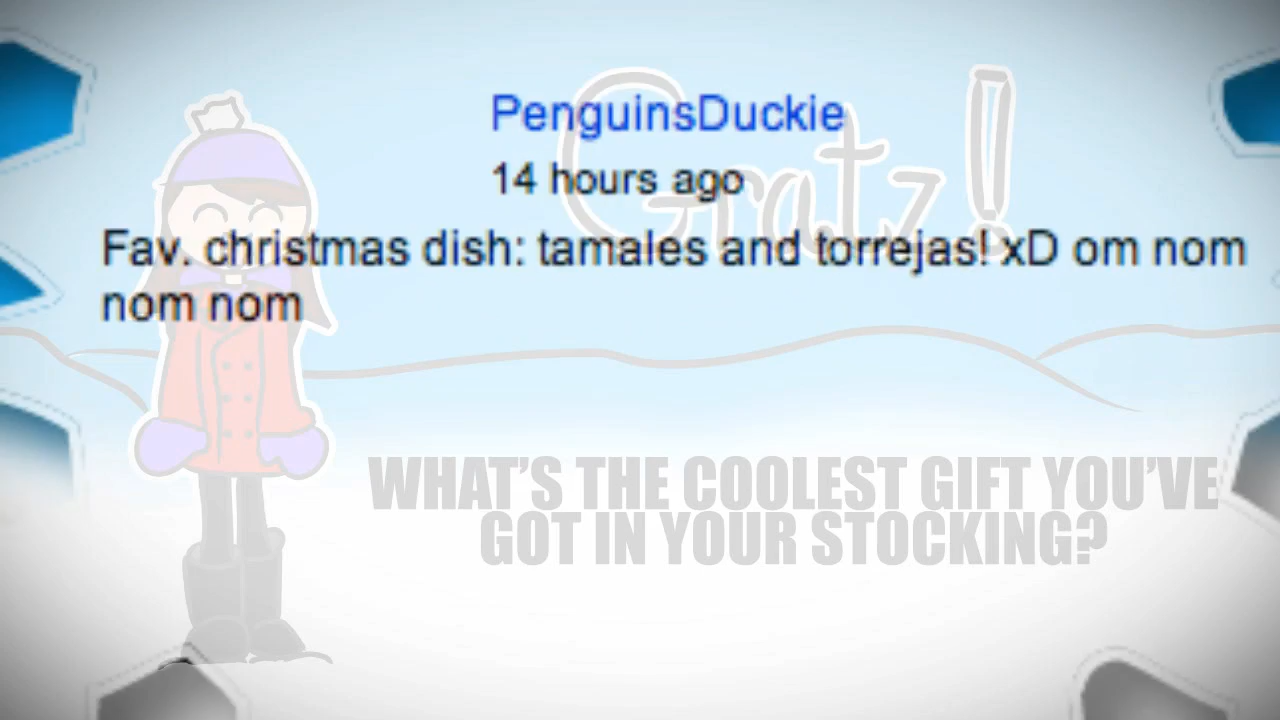 Gratz!
PenguinsDuckie
14 hours ago
Fav. christmas dish: tamales and torrejas! xD om nom
nom nom
WHAT'S THE COOLEST GIFT YOU'VE
GOT IN YOUR STOCKING?